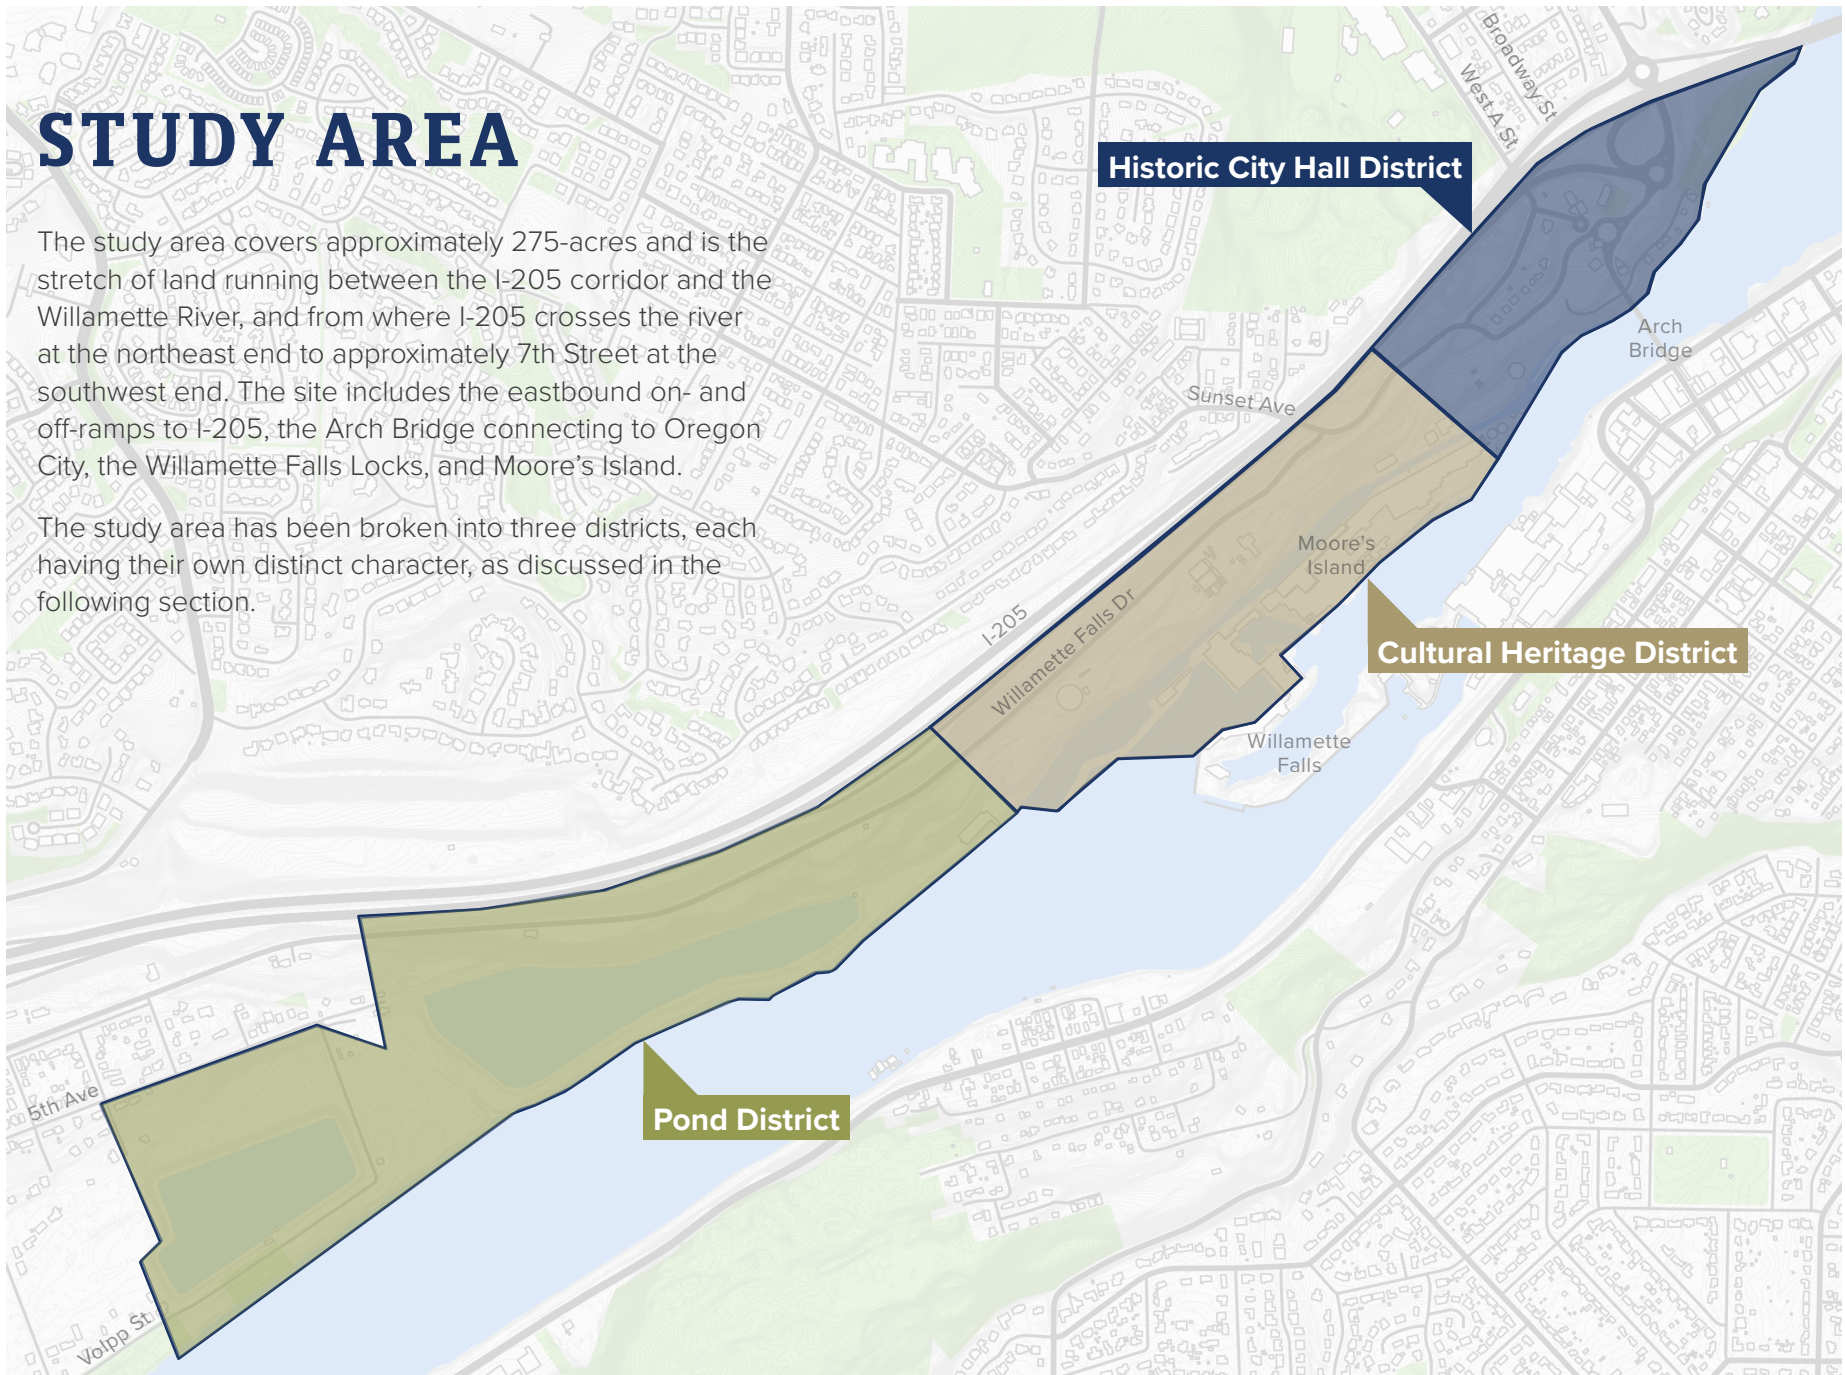 STUDY AREA
The study area covers approximately 275-acres and is the
stretch of land running between the I-205 corridor and the
Willamette River, and from where I-205 crosses the river
at the northeast end to approximately 7th Street at the
southwest end. The site includes the eastbound on- and
off-ramps to I-205, the Arch Bridge connecting to Oregon
City, the Willamette Falls Locks, and Moore's Island.
The study area has been broken into three districts, each
having their own distinct character, as discussed in the
following section.
Broadway St
West A St
Historic City Hall District
Arch
Bridge
Sunset Ave
Moore's
Island
I-205
Willamette Falls Dr
Cultural Heritage District
Willamette
Falls
5th Ave
Pond District
Volpp St